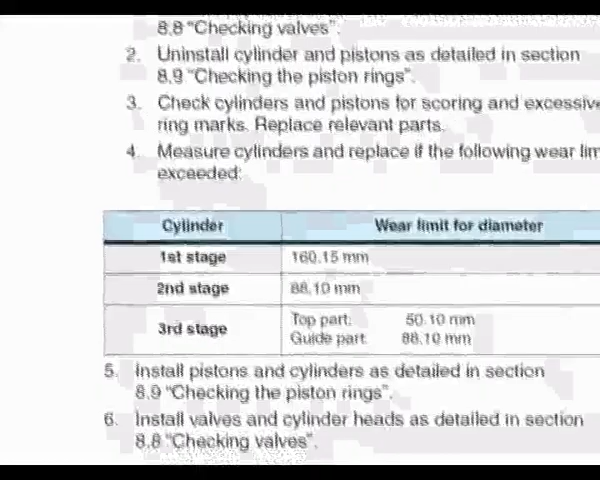 8.8 "Checking valves".
2. Uninstall cylinder and pistons as detailed in section
8.9 "Checking the piston rings".
3. Check cylinders and pistons for scoring and excessive
ring marks. Replace relevant parts.
4. Measure cylinders and replace if the following wear lim
exceeded:
Cylinder Wear limit for diameter
1st stage 160.15 mm
2nd stage 88.10 mm
3rd stage Top part: 50.10 mm
Guide part: 88.10 mm
5. Install pistons and cylinders as detailed in section
8.9 "Checking the piston rings".
6. Install valves and cylinder heads as detailed in section
8.8 "Checking valves".